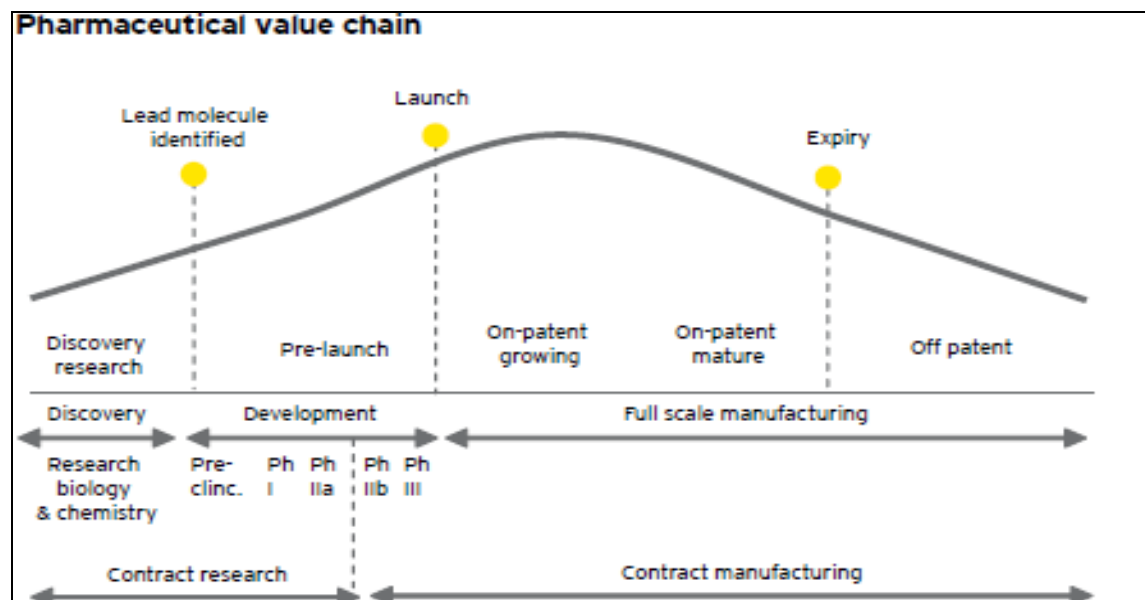 Pharmaceutical value chain
Launch
Lead molecule
identified
Expiry
Discovery
research
Pre-launch
On-patent
growing
On-patent
mature
Off patent
Discovery
Development
Full scale manufacturing
Research
biology
& chemistry
Pre-
clinc.
Ph
I
Ph
IIa
Ph
IIb
Ph
III
Contract research
Contract manufacturing